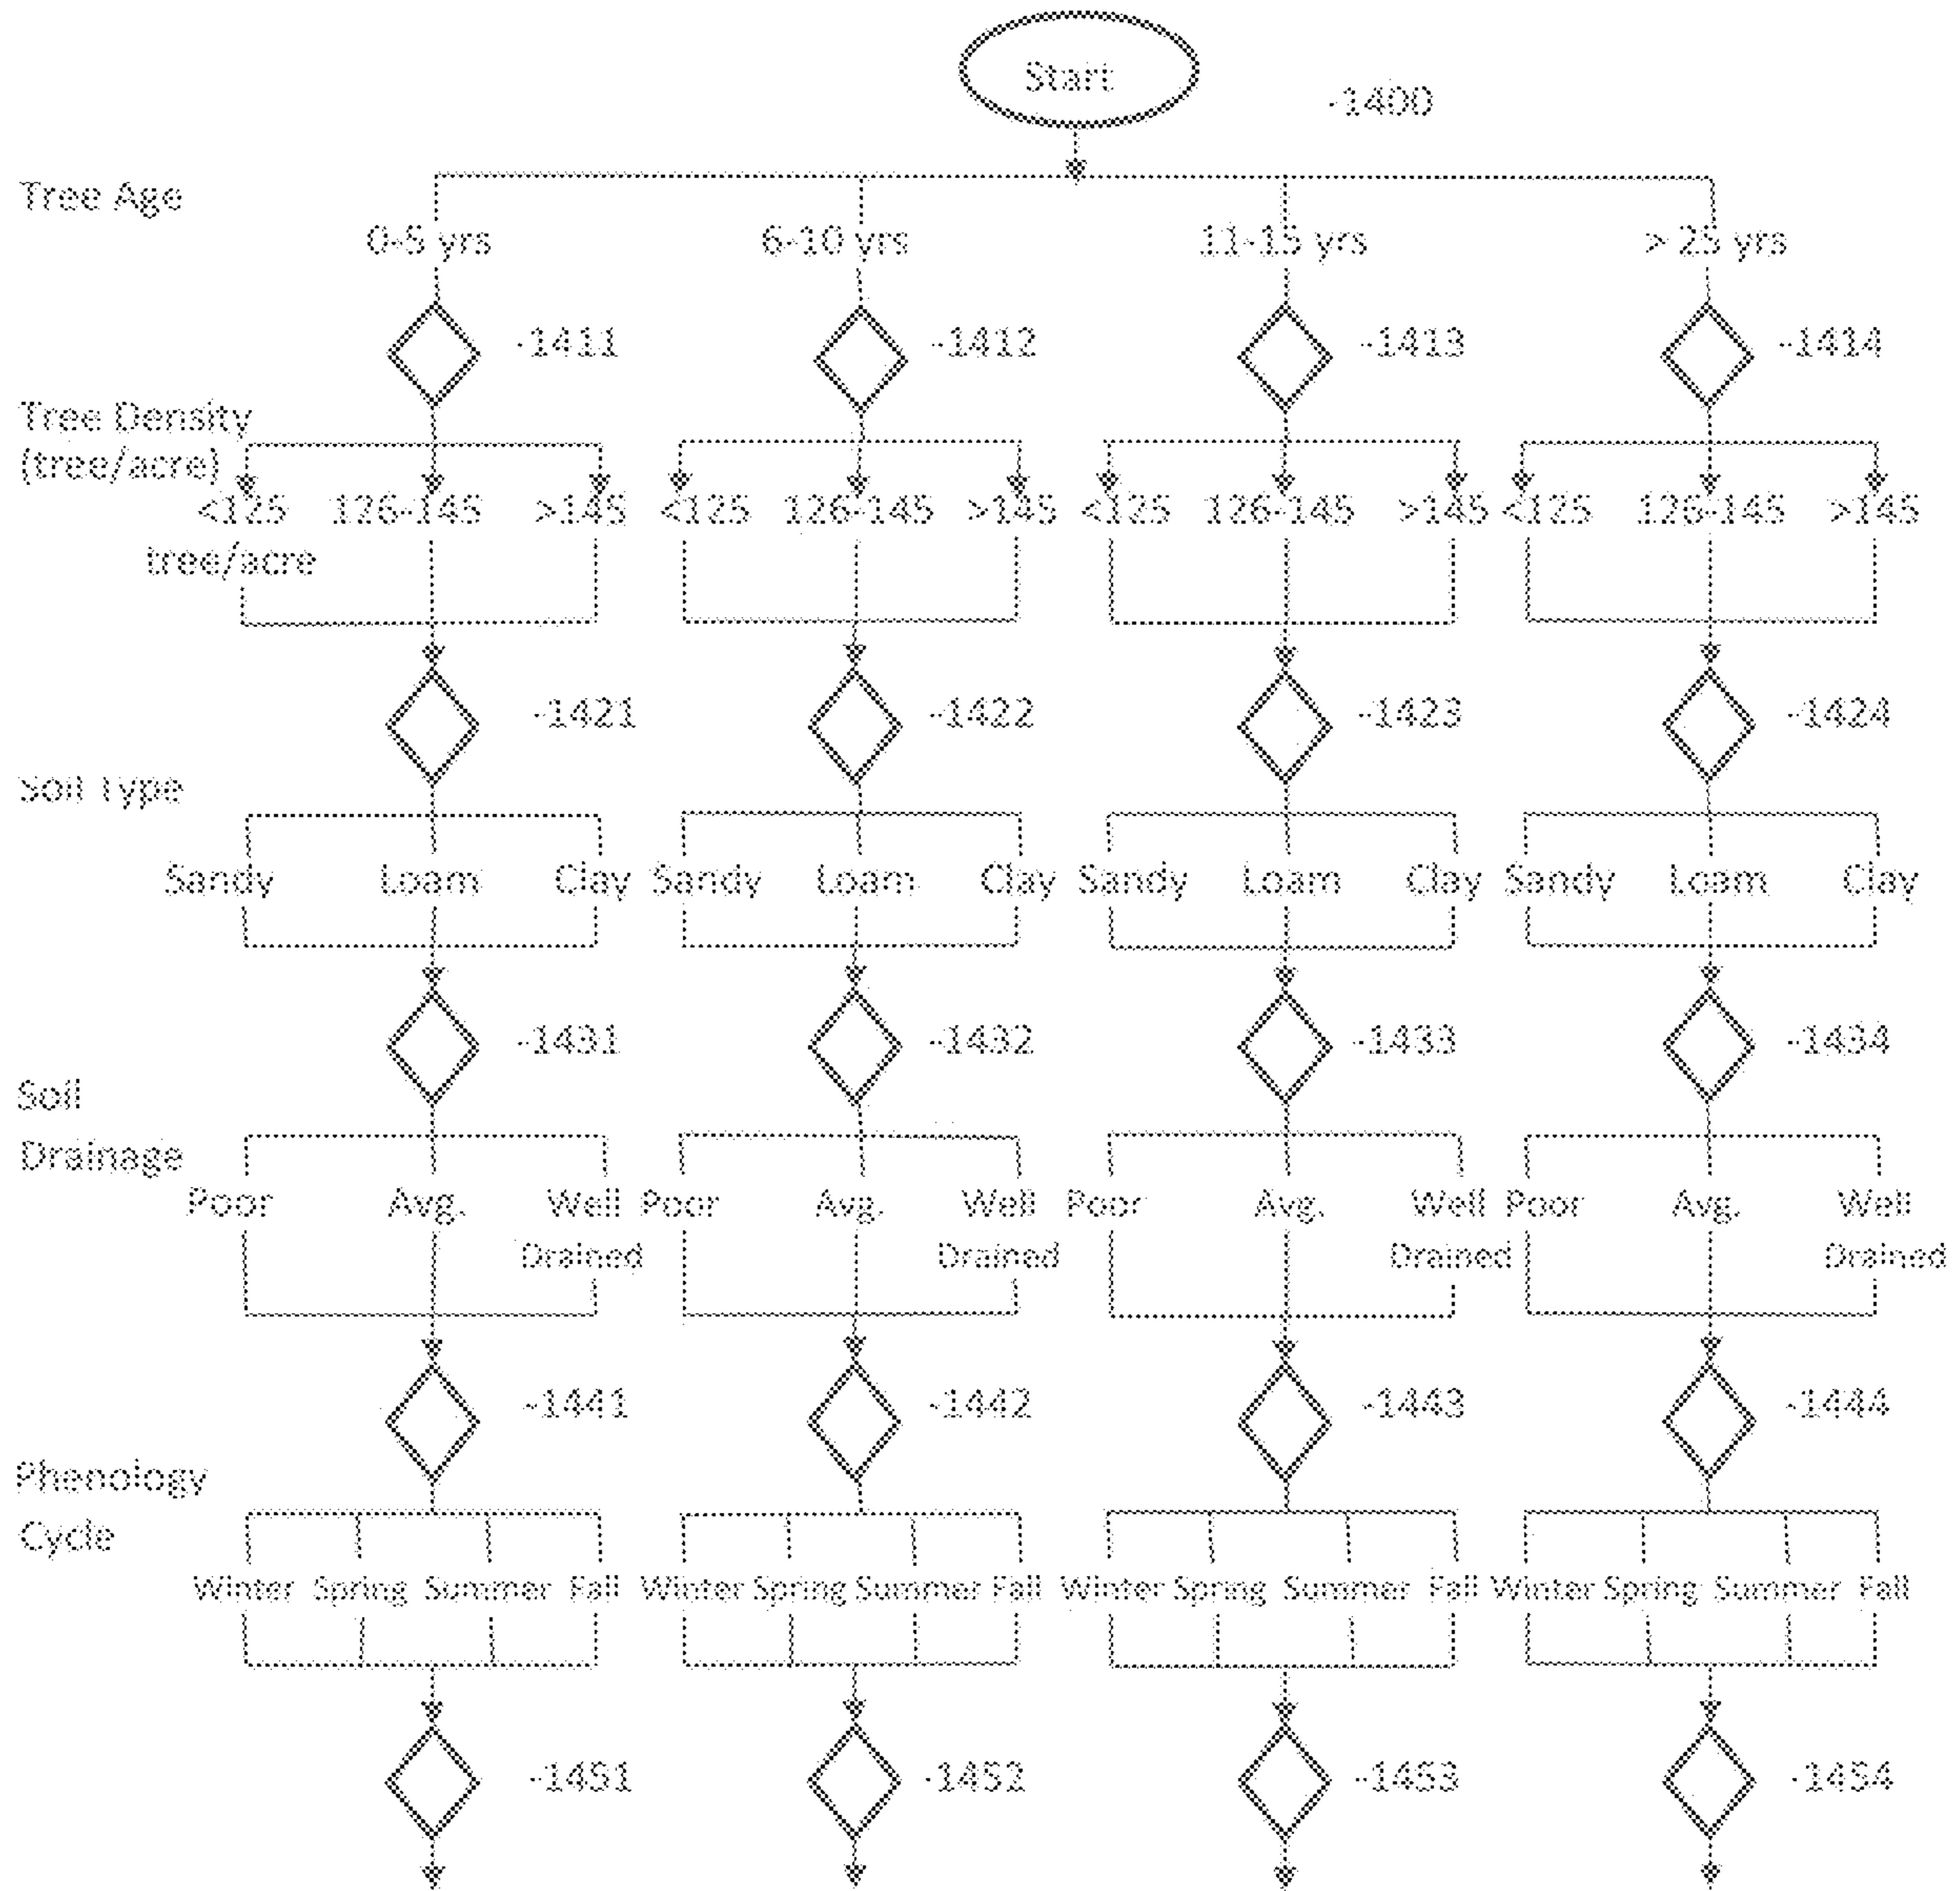 Start
-1400
Tree Age
0-5 yrs 6-10 yrs 11-15 yrs > 25 yrs
-1411 -1412 -1413 -1414
Tree Density
(tree/acre)
<125 126-145 >145 <125 126-145 >145 <125 126-145 >145 <125 126-145 >145
tree/acre
-1421 -1422 -1423 -1424
Soil Type
Sandy Loam Clay Sandy Loam Clay Sandy Loam Clay Sandy Loam Clay
-1431 -1432 -1433 -1434
Soil
Drainage
Poor Avg. Well Poor Avg. Well Poor Avg. Well Poor Avg. Well
Drained Drained Drained Drained
-1441 -1442 -1443 -1444
Phenology
Cycle
Winter Spring Summer Fall Winter Spring Summer Fall Winter Spring Summer Fall Winter Spring Summer Fall
-1451 -1452 -1453 -1454